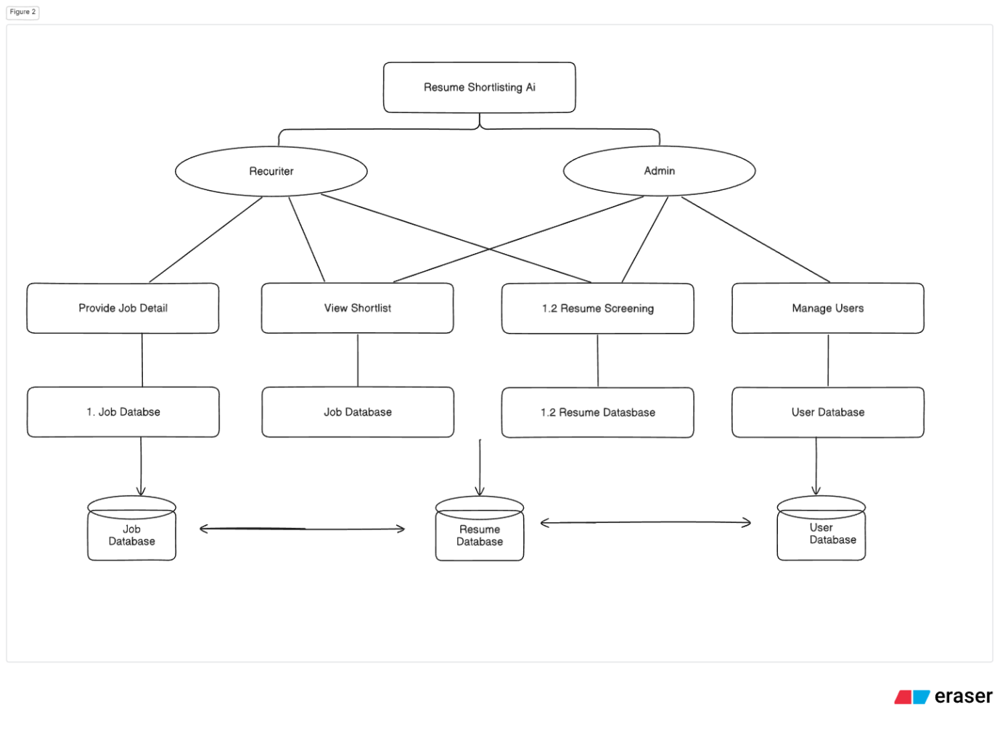 Figure 2
Resume Shortlisting Ai
Recuriter
Admin
Provide Job Detail
View Shortlist
1.2 Resume Screening
Manage Users
1. Job Databse
Job Database
1.2 Resume Datasbase
User Database
Job
Database
Resume
Database
User
Database
eraser